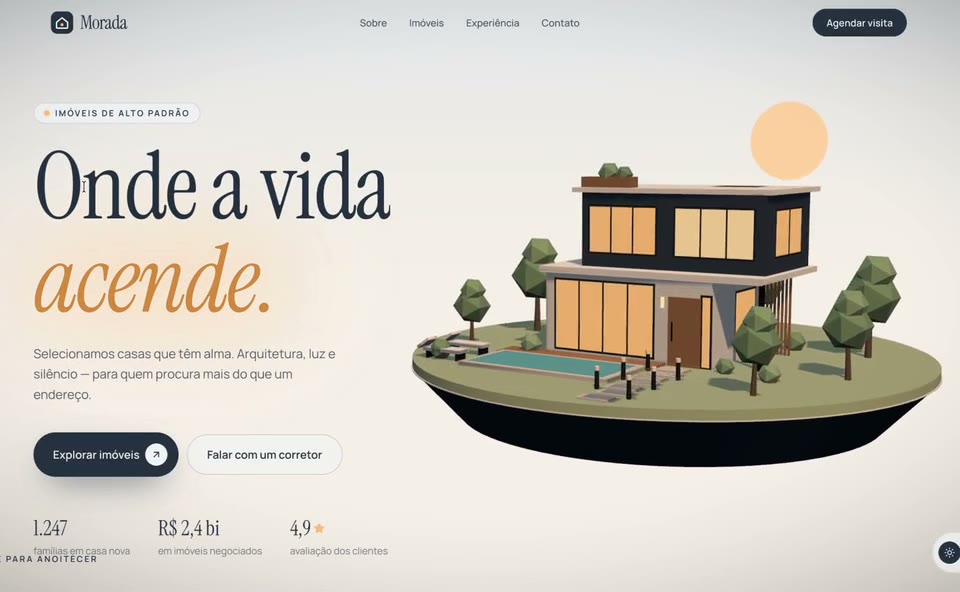 Morada
Sobre
Imóveis
Experiência
Contato
Agendar visita
IMÓVEIS DE ALTO PADRÃO
Onde a vida
acende.
Selecionamos casas que têm alma. Arquitetura, luz e
silêncio — para quem procura mais do que um
endereço.
Explorar imóveis
Falar com um corretor
1.247
famílias em casa nova
R$ 2,4 bi
em imóveis negociados
4,9
avaliação dos clientes
PARA ANOITECER